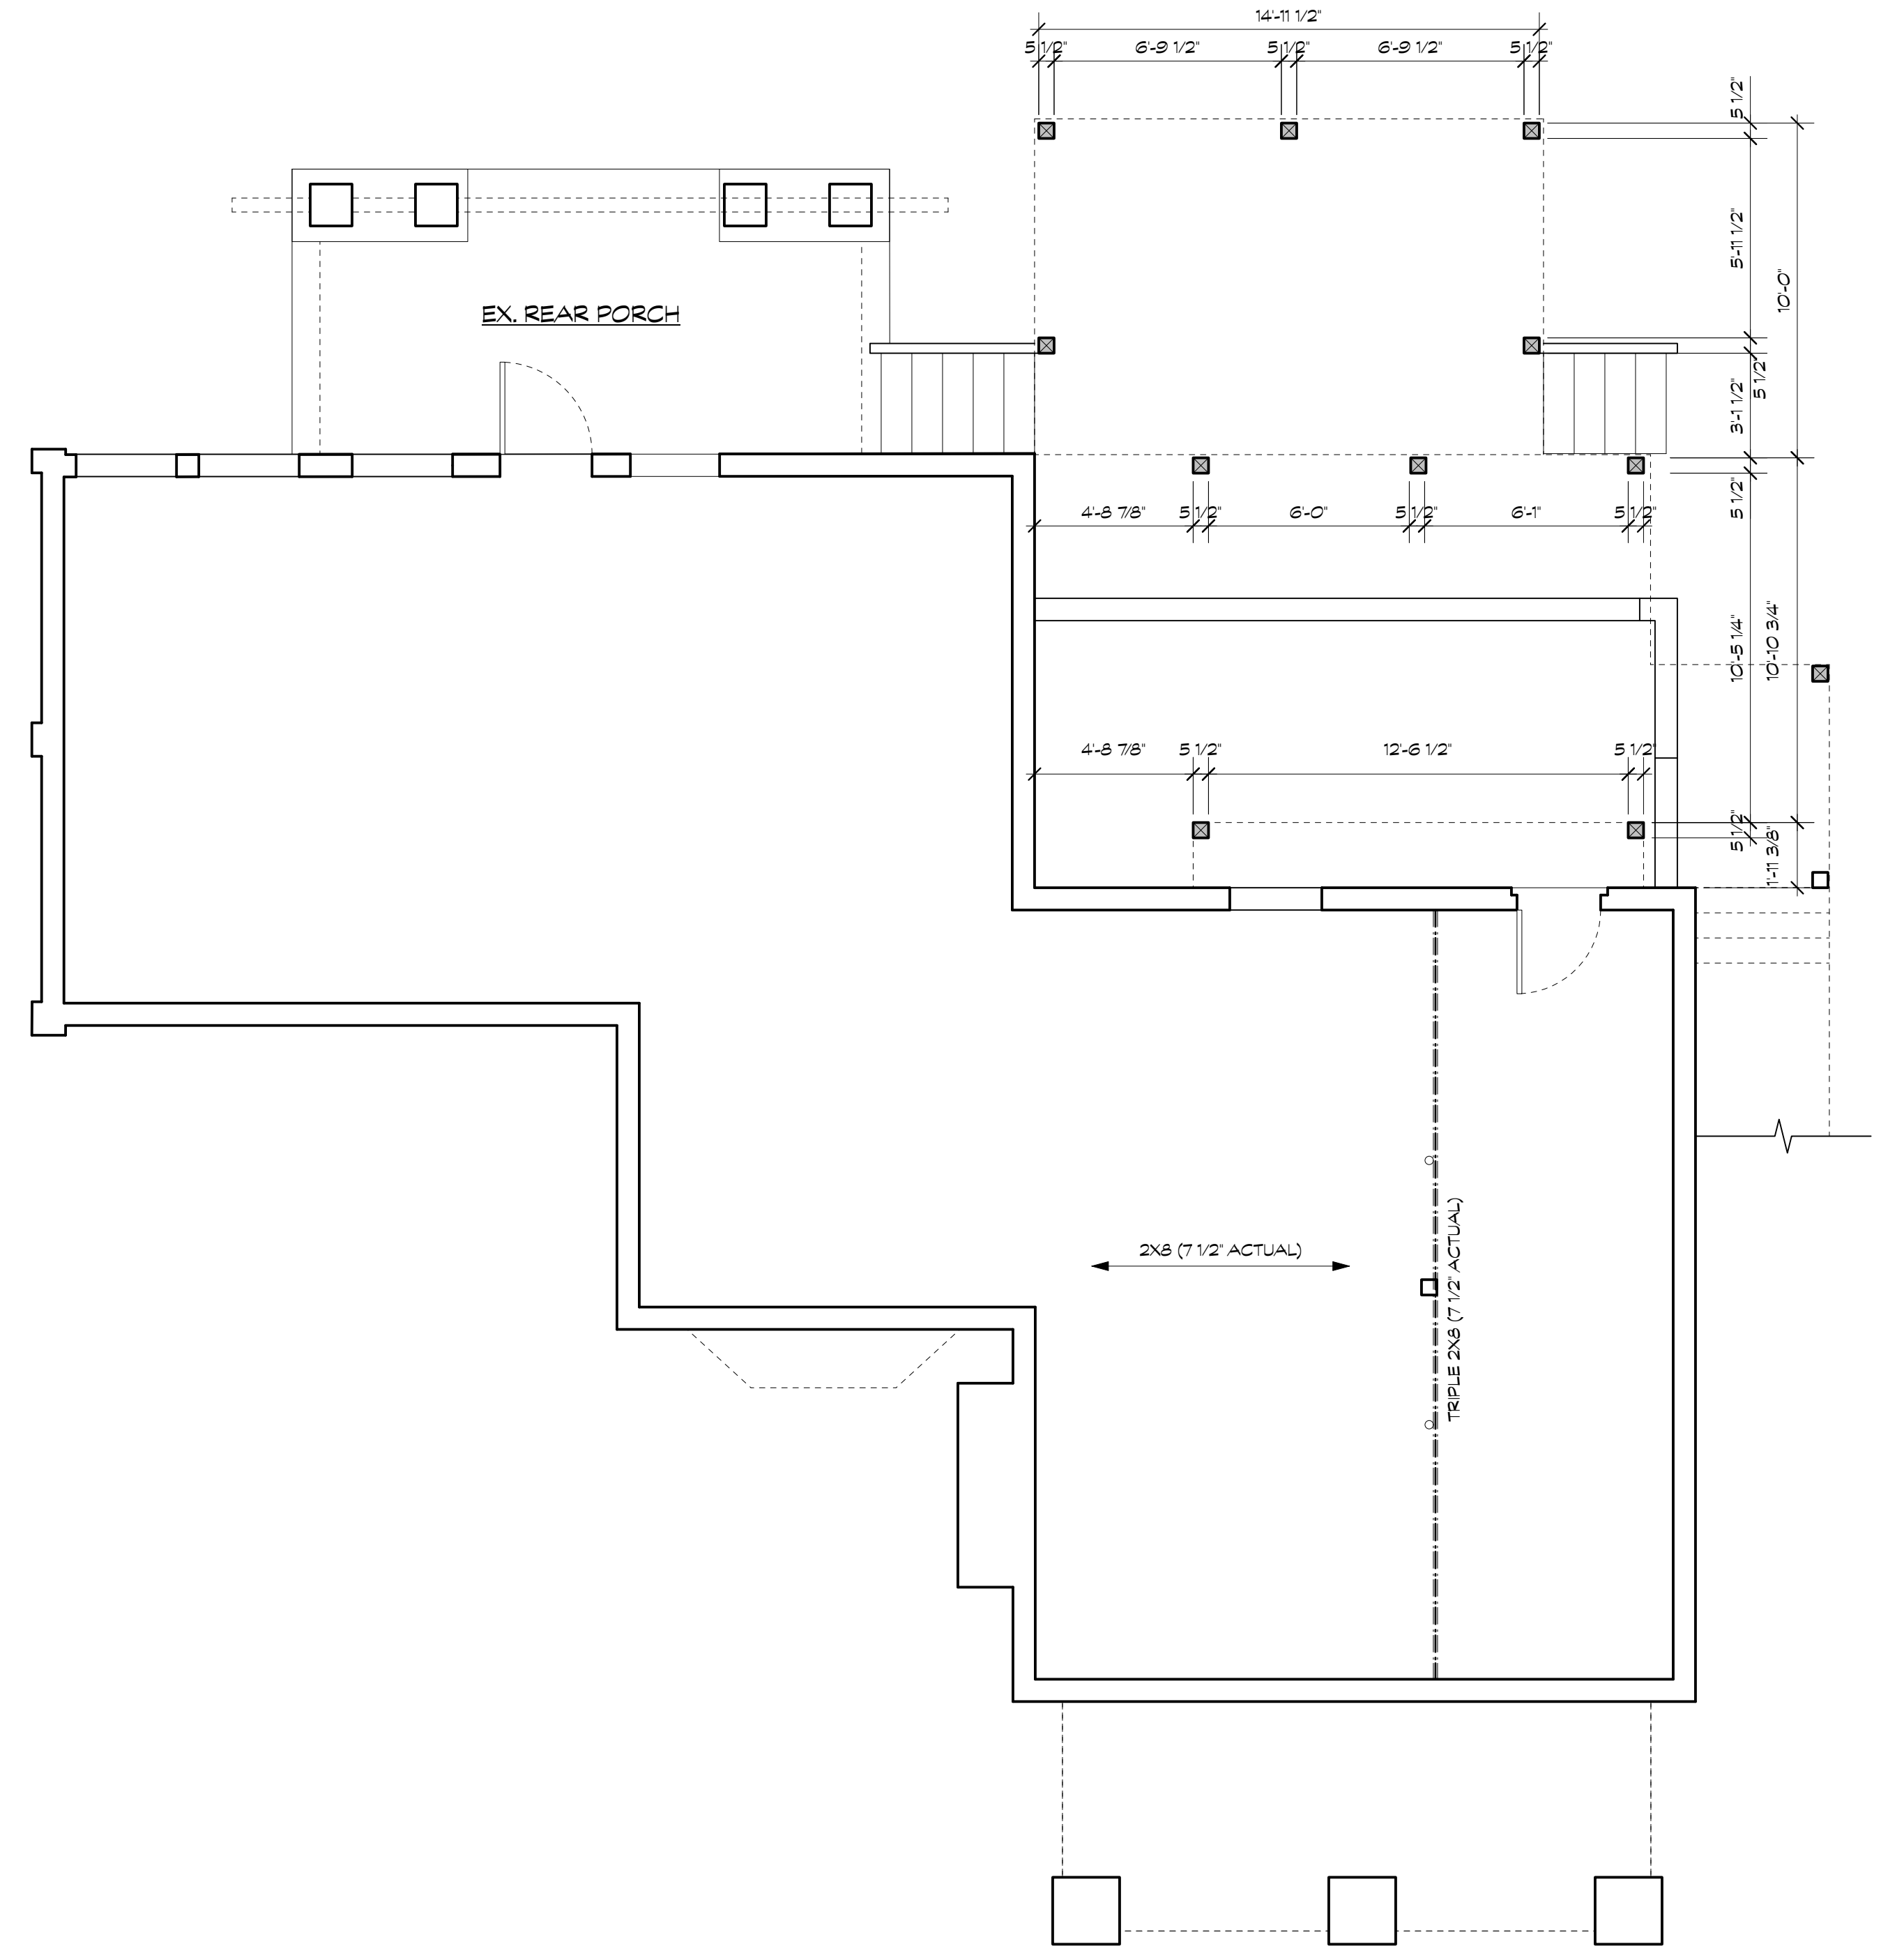 14'-11 1/2"
5 1/2" 6'-9 1/2" 5 1/2" 6'-9 1/2" 5 1/2"
5 1/2"
5'-11 1/2"
10'-0"
EX. REAR PORCH
5 1/2"
3'-1 1/2"
5 1/2"
4'-8 7/8" 5 1/2" 6'-0" 5 1/2" 6'-1" 5 1/2"
10'-5 1/4"
10'-10 3/4"
4'-8 7/8" 5 1/2" 12'-6 1/2" 5 1/2"
5 1/2"
1'-11 3/8"
2X8 (7 1/2" ACTUAL)
TRIPLE 2X8 (7 1/2" ACTUAL)